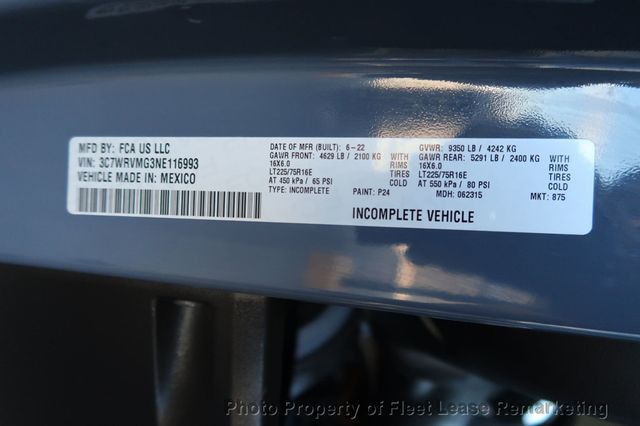 MFD BY: FCA US LLC
VIN: 3C7WRVMG3NE116993
VEHICLE MADE IN: MEXICO
DATE OF MFR (BUILT): 6-22
GAWR FRONT: 4629 LB / 2100 KG
16X6.0 RIMS
LT225/75R16E TIRES
AT 450 kPa / 65 PSI COLD
TYPE: INCOMPLETE PAINT: P24
GVWR: 9350 LB / 4242 KG
GAWR REAR: 5291 LB / 2400 KG
16X6.0 RIMS
LT225/75R16E TIRES
AT 550 kPa / 80 PSI COLD
MDH: 062315 MKT: 875
INCOMPLETE VEHICLE
Photo Property of Fleet Lease Remarketing